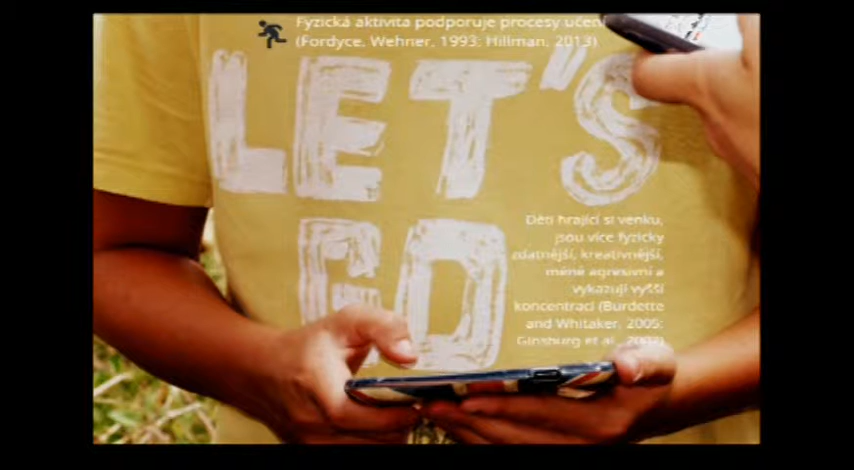 Fyzická aktivita podporuje procesy učení
(Fordyce, Wehner, 1993; Hillman, 2013)
LET'S
GO
Děti hrající si venku,
jsou více fyzicky
zdatnější, kreativnější,
méně agresivní a
vykazují vyšší
koncentraci (Burdette
and Whitaker, 2005;
Ginsburg et al., 2007)